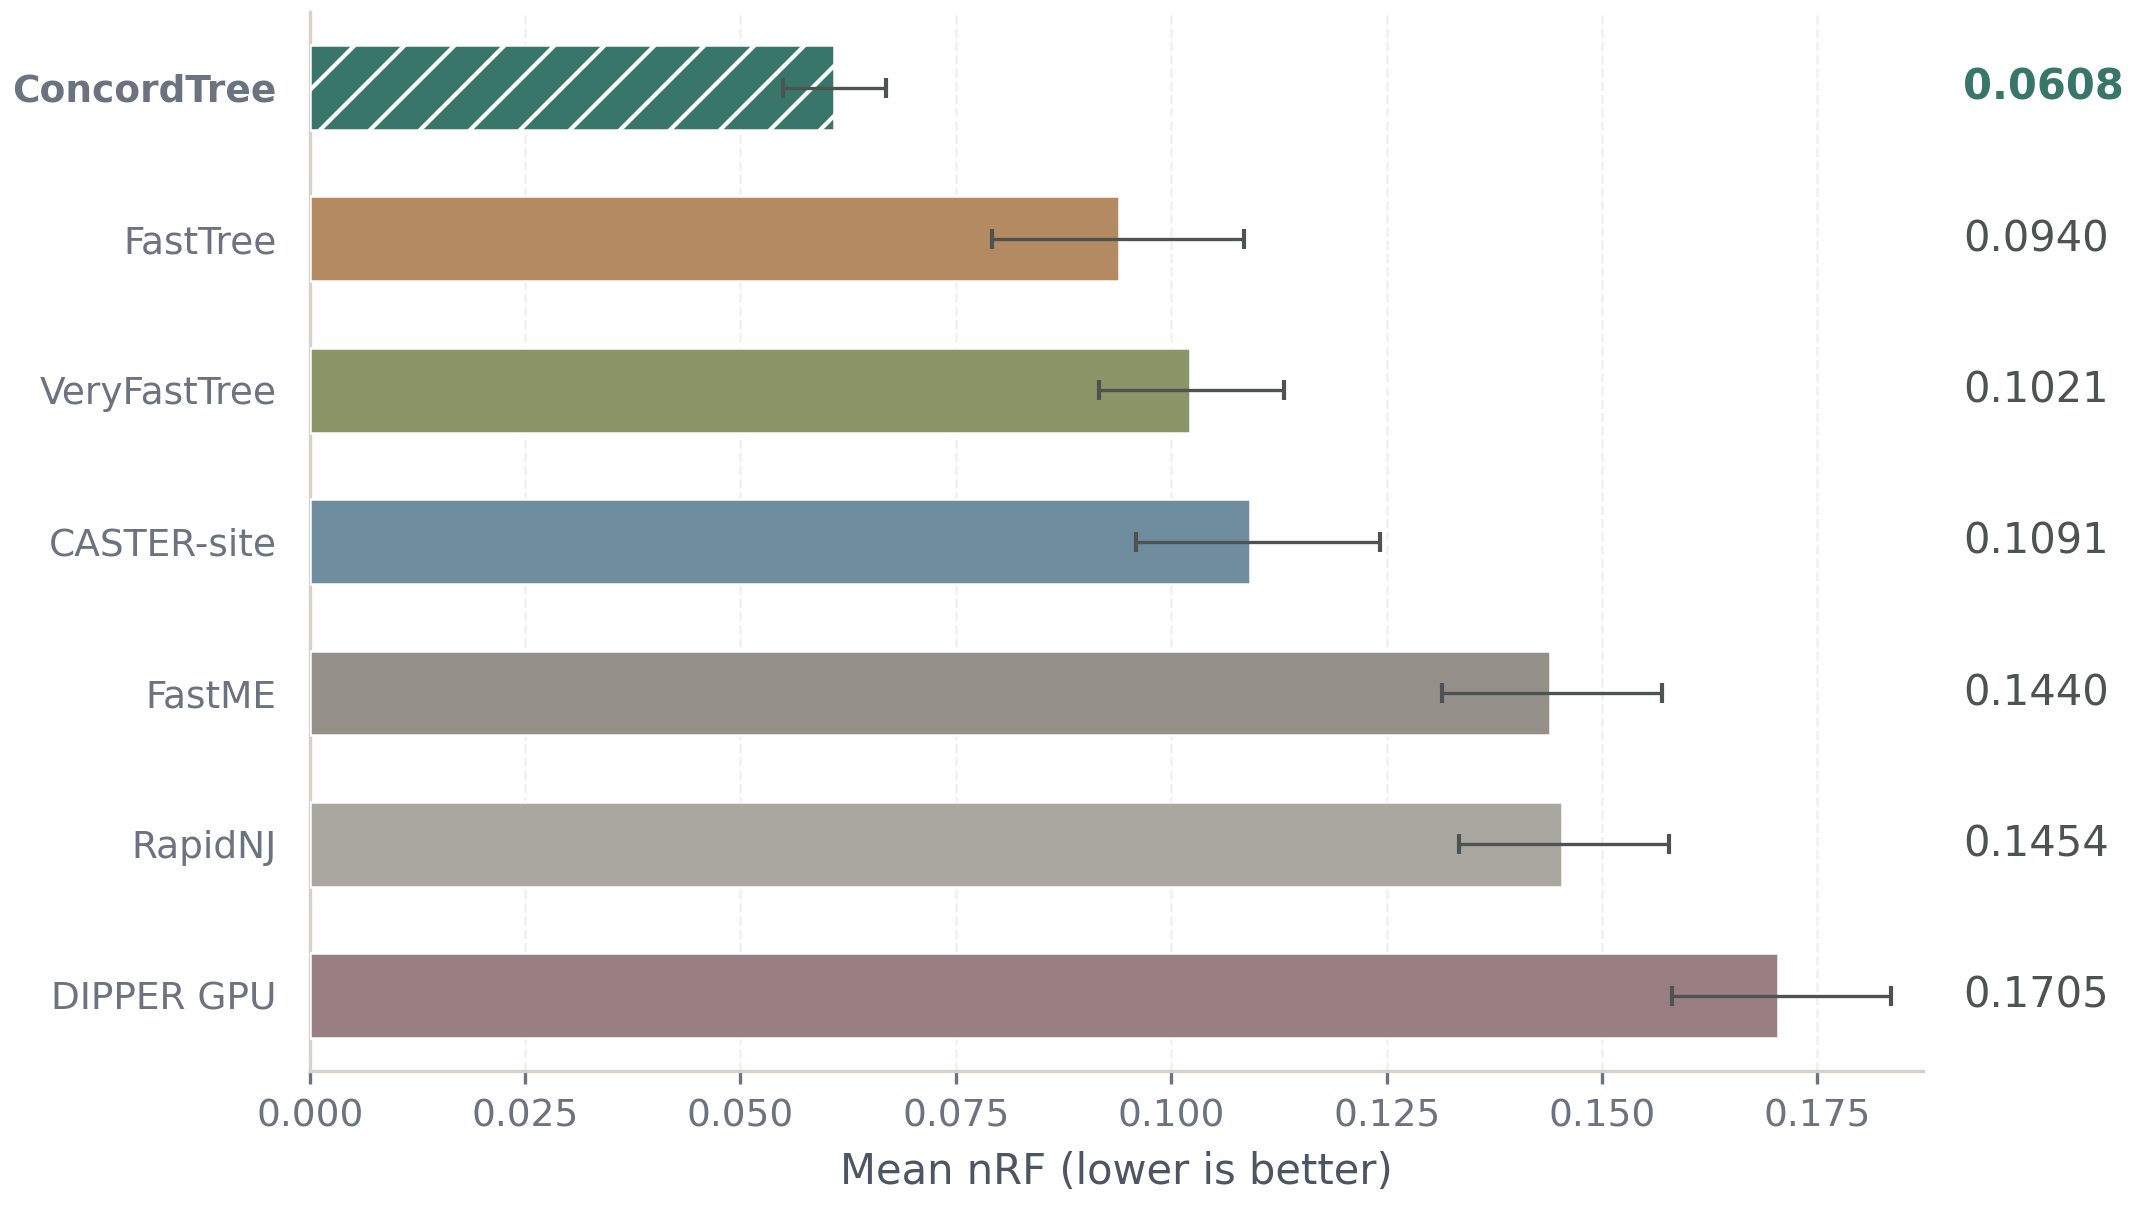 ConcordTree 0.0608
FastTree 0.0940
VeryFastTree 0.1021
CASTER-site 0.1091
FastME 0.1440
RapidNJ 0.1454
DIPPER GPU 0.1705
0.000 0.025 0.050 0.075 0.100 0.125 0.150 0.175
Mean nRF (lower is better)